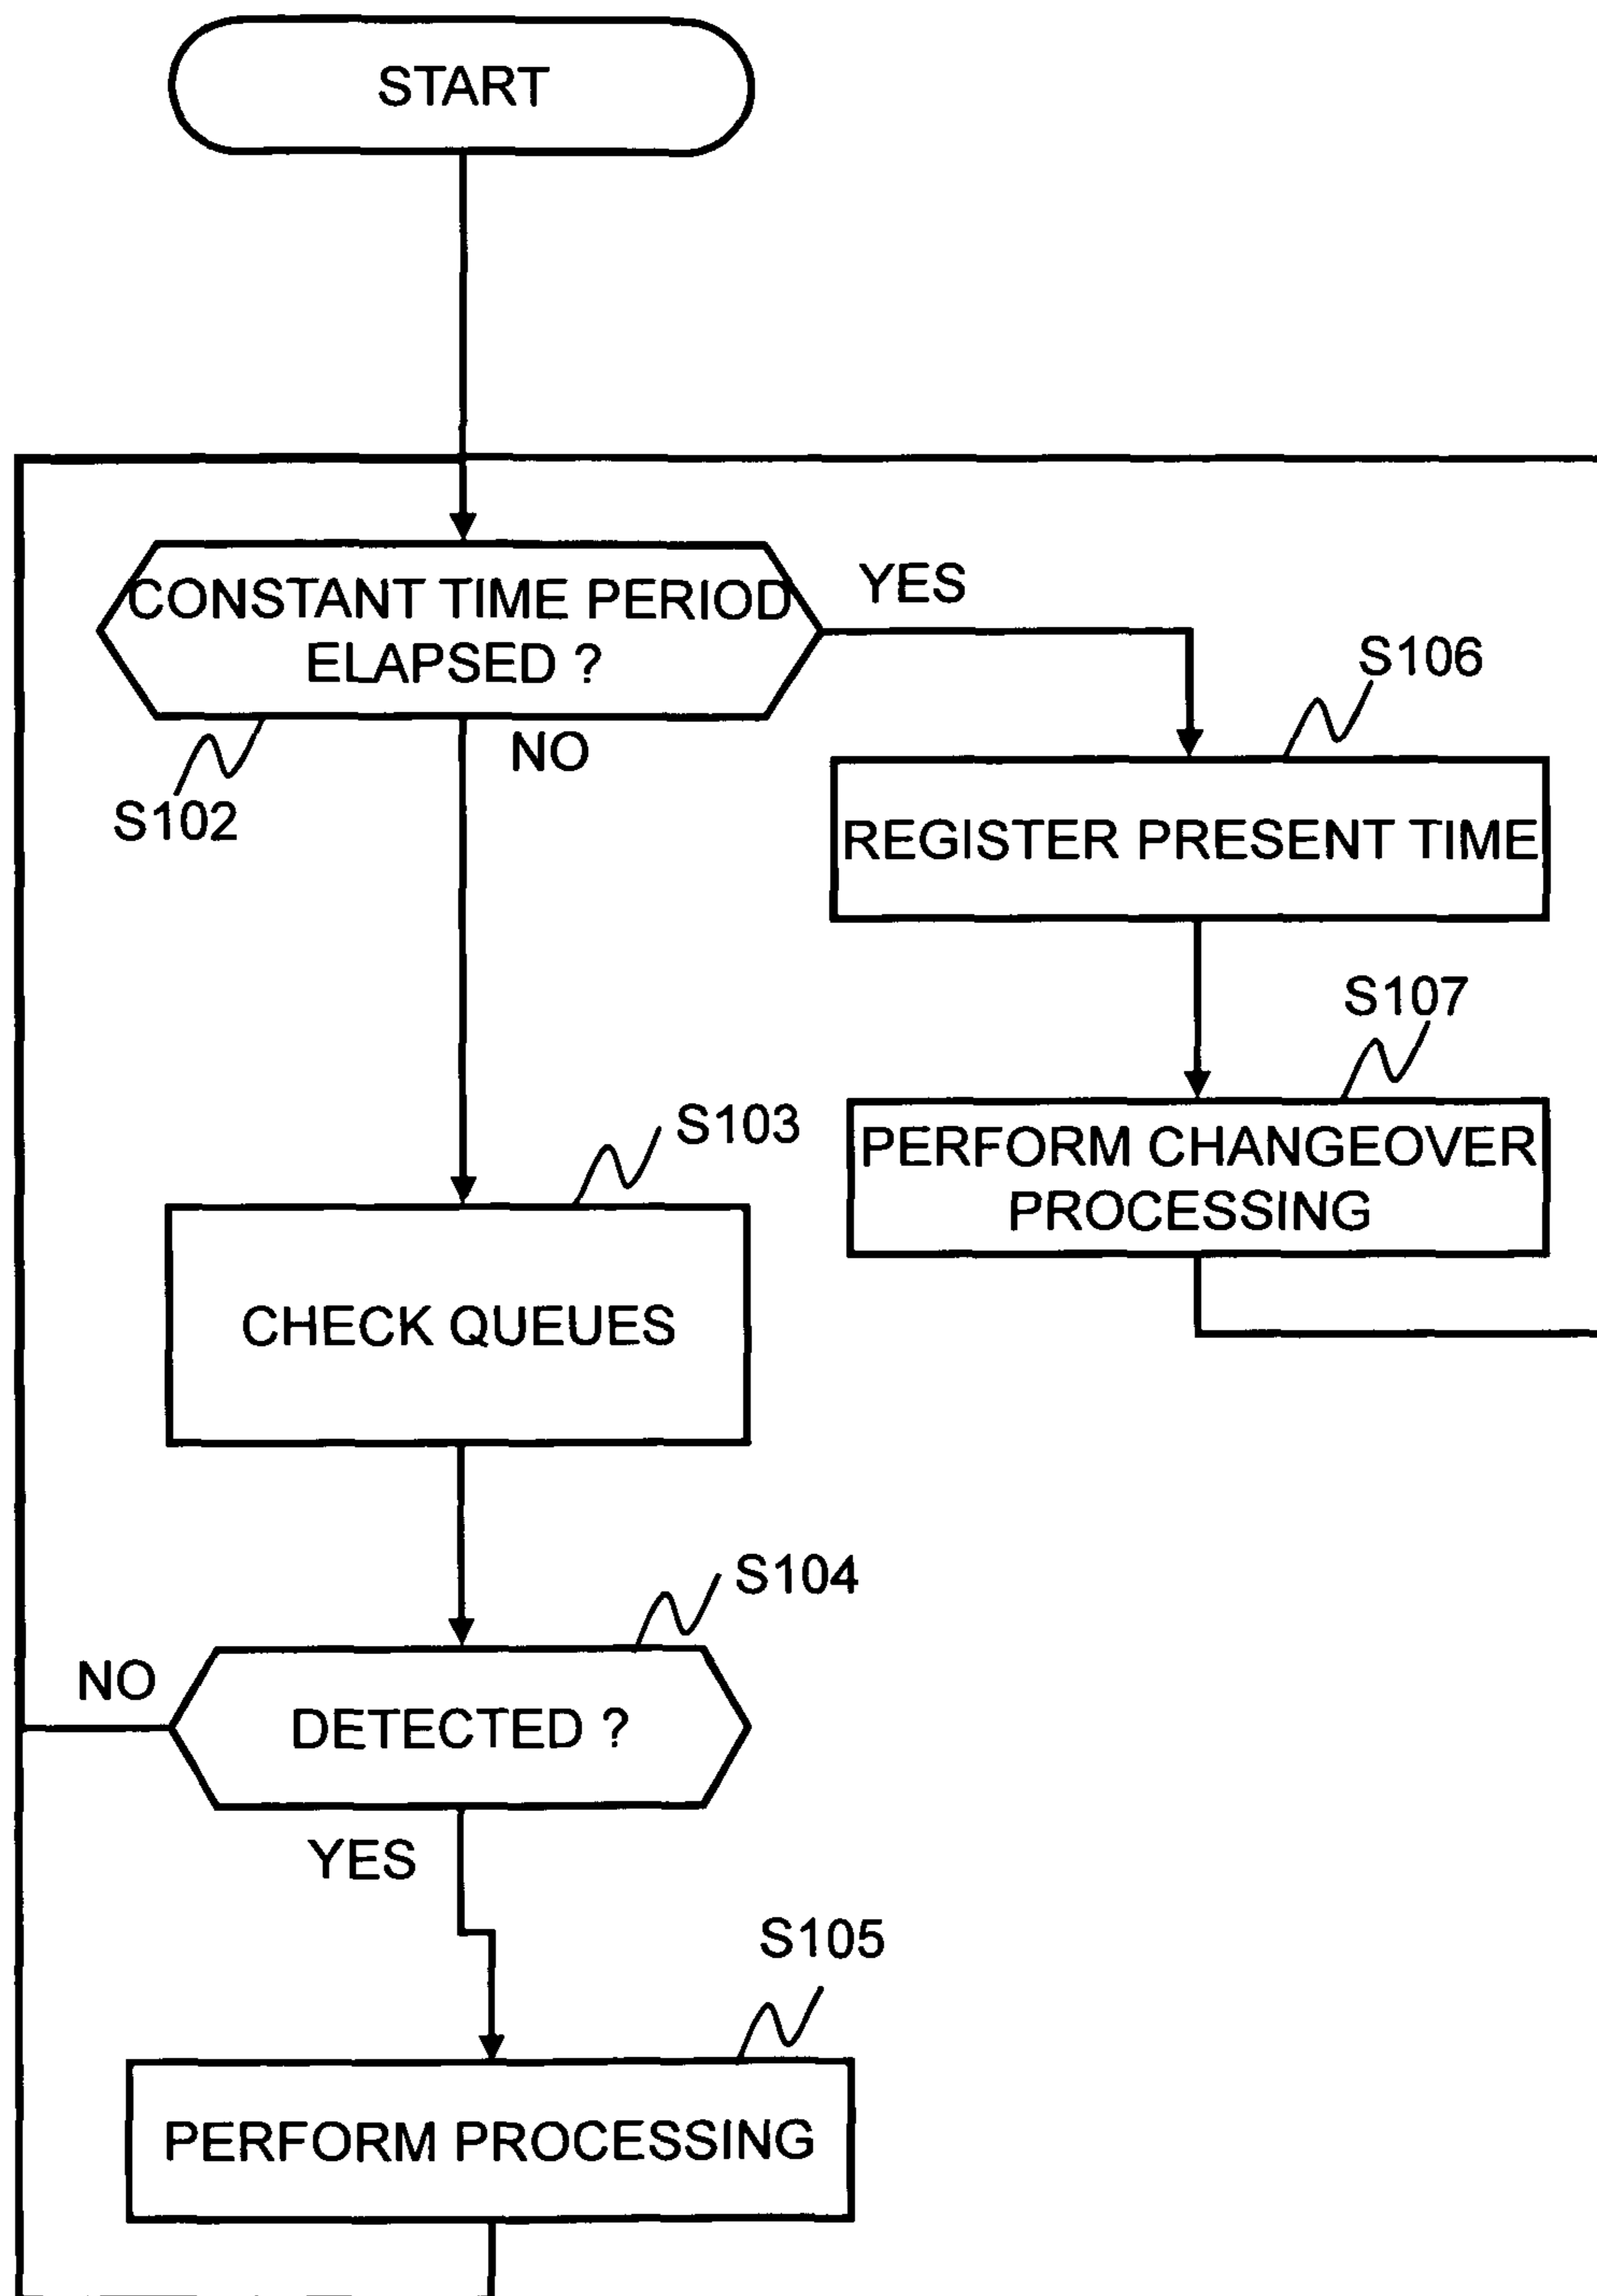 START
CONSTANT TIME PERIOD
ELAPSED ?
YES
NO
S102
S106
REGISTER PRESENT TIME
S107
PERFORM CHANGEOVER
PROCESSING
S103
CHECK QUEUES
S104
NO
DETECTED ?
YES
S105
PERFORM PROCESSING